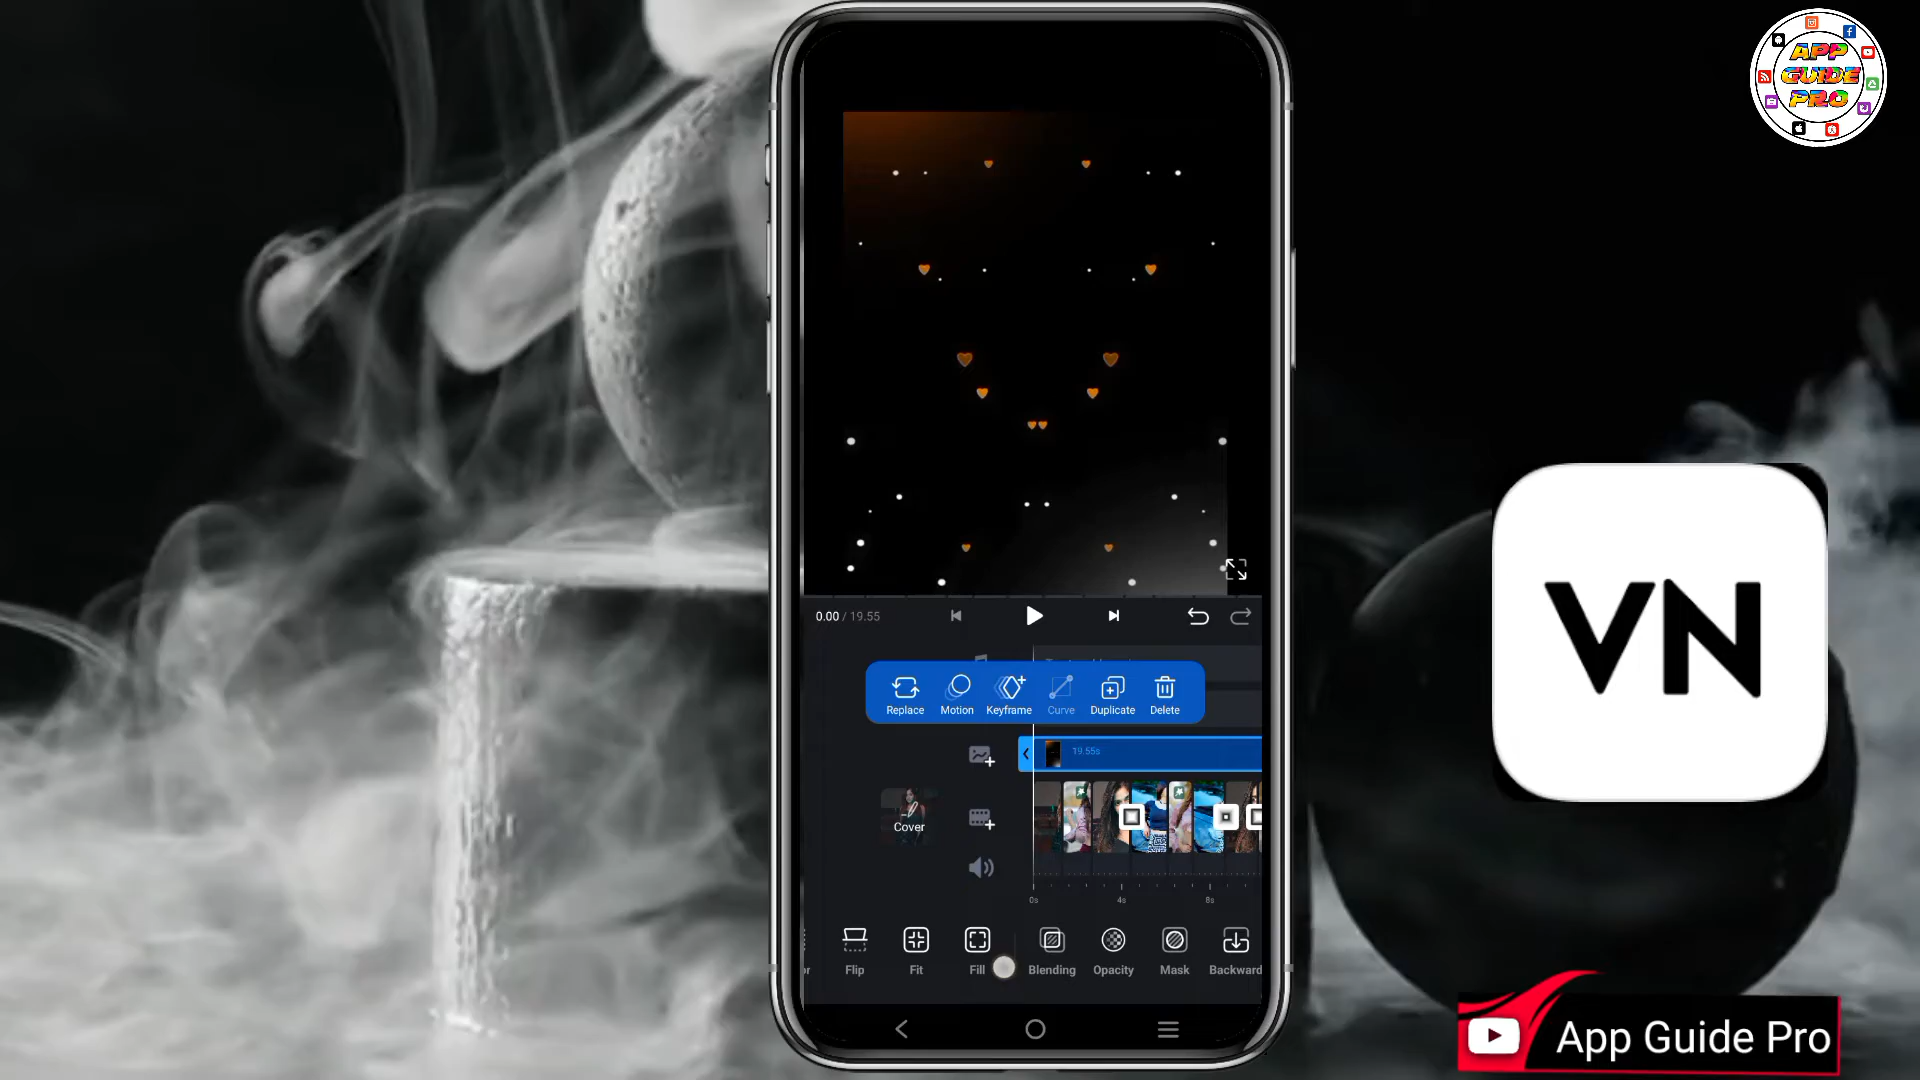 APP
GUIDE
PRO
0.00 / 19.55
Replace
Motion
Keyframe
Curve
Duplicate
Delete
19.55s
Cover
0s
4s
8s
Flip
Fit
Fill
Blending
Opacity
Mask
Backward
VN
App Guide Pro